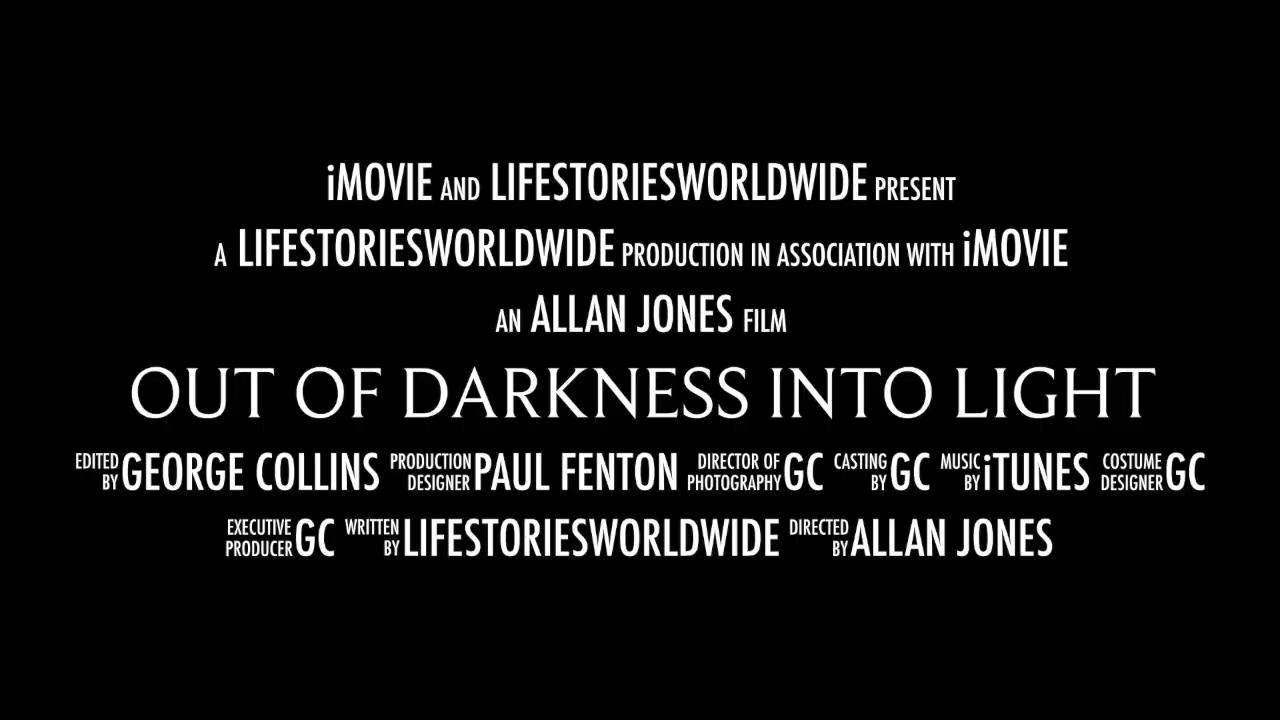 iMOVIE AND LIFESTORIESWORLDWIDE PRESENT
A LIFESTORIESWORLDWIDE PRODUCTION IN ASSOCIATION WITH iMOVIE
AN ALLAN JONES FILM
OUT OF DARKNESS INTO LIGHT
EDITED BY GEORGE COLLINS PRODUCTION DESIGNER PAUL FENTON DIRECTOR OF PHOTOGRAPHY GC CASTING BY GC MUSIC BY iTUNES COSTUME DESIGNER GC
EXECUTIVE PRODUCER GC WRITTEN BY LIFESTORIESWORLDWIDE DIRECTED BY ALLAN JONES